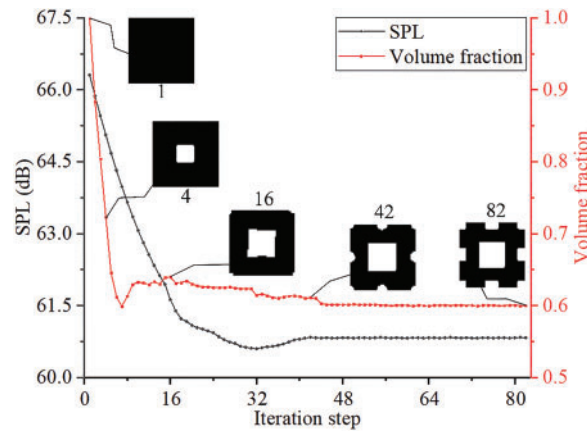 67.5
66.0
64.5
63.0
61.5
60.0
SPL (dB)
SPL
Volume fraction
1
4
16
42
82
1.0
0.9
0.8
0.7
0.6
0.5
Volume fraction
0 16 32 48 64 80
Iteration step